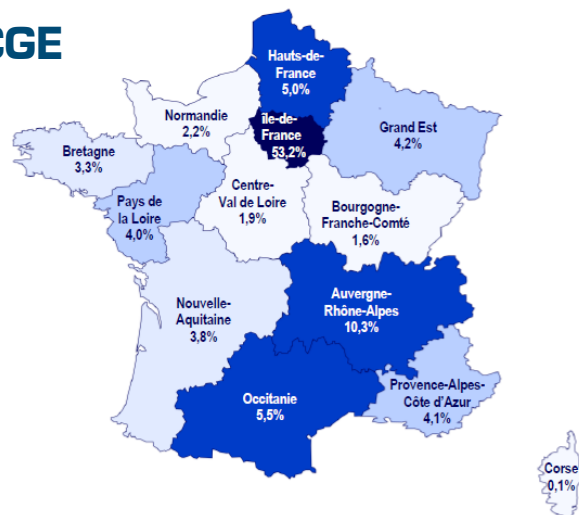 CGE
Hauts-de-
France
5,0%
Normandie
2,2%
île-de-
France
53,2%
Grand Est
4,2%
Bretagne
3,3%
Pays de
la Loire
4,0%
Centre-
Val de Loire
1,9%
Bourgogne-
Franche-Comté
1,6%
Nouvelle-
Aquitaine
3,8%
Auvergne-
Rhône-Alpes
10,3%
Occitanie
5,5%
Provence-Alpes-
Côte d'Azur
4,1%
Corse
0,1%